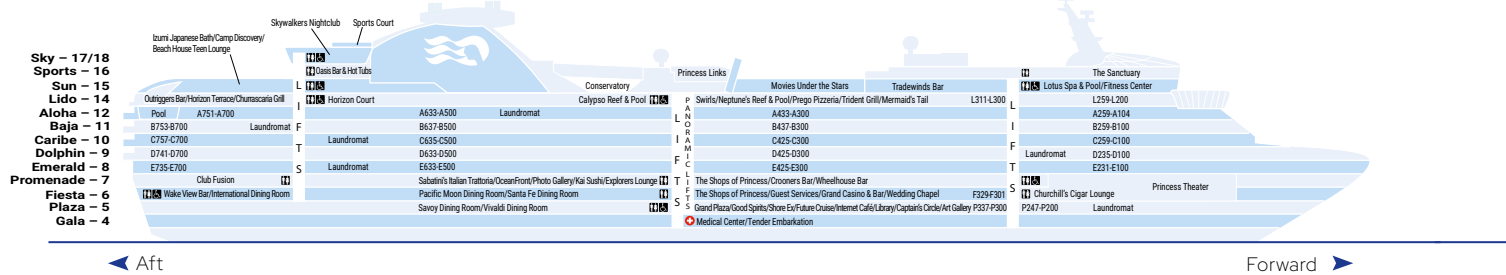 Skywalkers Nightclub Sports Court
Izumi Japanese Bath/Camp Discovery/
Beach House Teen Lounge
Sky – 17/18
Sports – 16 Oasis Bar & Hot Tubs Princess Links The Sanctuary
Sun – 15 Conservatory Movies Under the Stars Tradewinds Bar Lotus Spa & Pool/Fitness Center
Lido – 14 Outriggers Bar/Horizon Terrace/Churrascaria Grill Horizon Court Calypso Reef & Pool Swirls/Neptune's Reef & Pool/Prego Pizzeria/Trident Grill/Mermaid's Tail L311-L300 L259-L200
Aloha – 12 Pool A751-A700 A633-A500 Laundromat A433-A300 A259-A104
Baja – 11 B753-B700 Laundromat B637-B500 B437-B300 B259-B100
Caribe – 10 C757-C700 Laundromat C635-C500 C425-C300 C259-C100
Dolphin – 9 D741-D700 D633-D500 D425-D300 Laundromat D235-D100
Emerald – 8 E735-E700 Laundromat E633-E500 E425-E300 E231-E100
Promenade – 7 Club Fusion Sabatini's Italian Trattoria/OceanFront/Photo Gallery/Kai Sushi/Explorers Lounge The Shops of Princess/Crooners Bar/Wheelhouse Bar Princess Theater
Fiesta – 6 Wake View Bar/International Dining Room Pacific Moon Dining Room/Santa Fe Dining Room The Shops of Princess/Guest Services/Grand Casino & Bar/Wedding Chapel F329-F301 Churchill's Cigar Lounge
Plaza – 5 Savoy Dining Room/Vivaldi Dining Room Grand Plaza/Good Spirits/Shore Ex/Future Cruise/Internet Café/Library/Captain's Circle/Art Gallery P337-P300 P247-P200 Laundromat
Gala – 4 Medical Center/Tender Embarkation
LIFTS
LIFTS
PANORAMIC LIFTS
LIFTS
Aft Forward